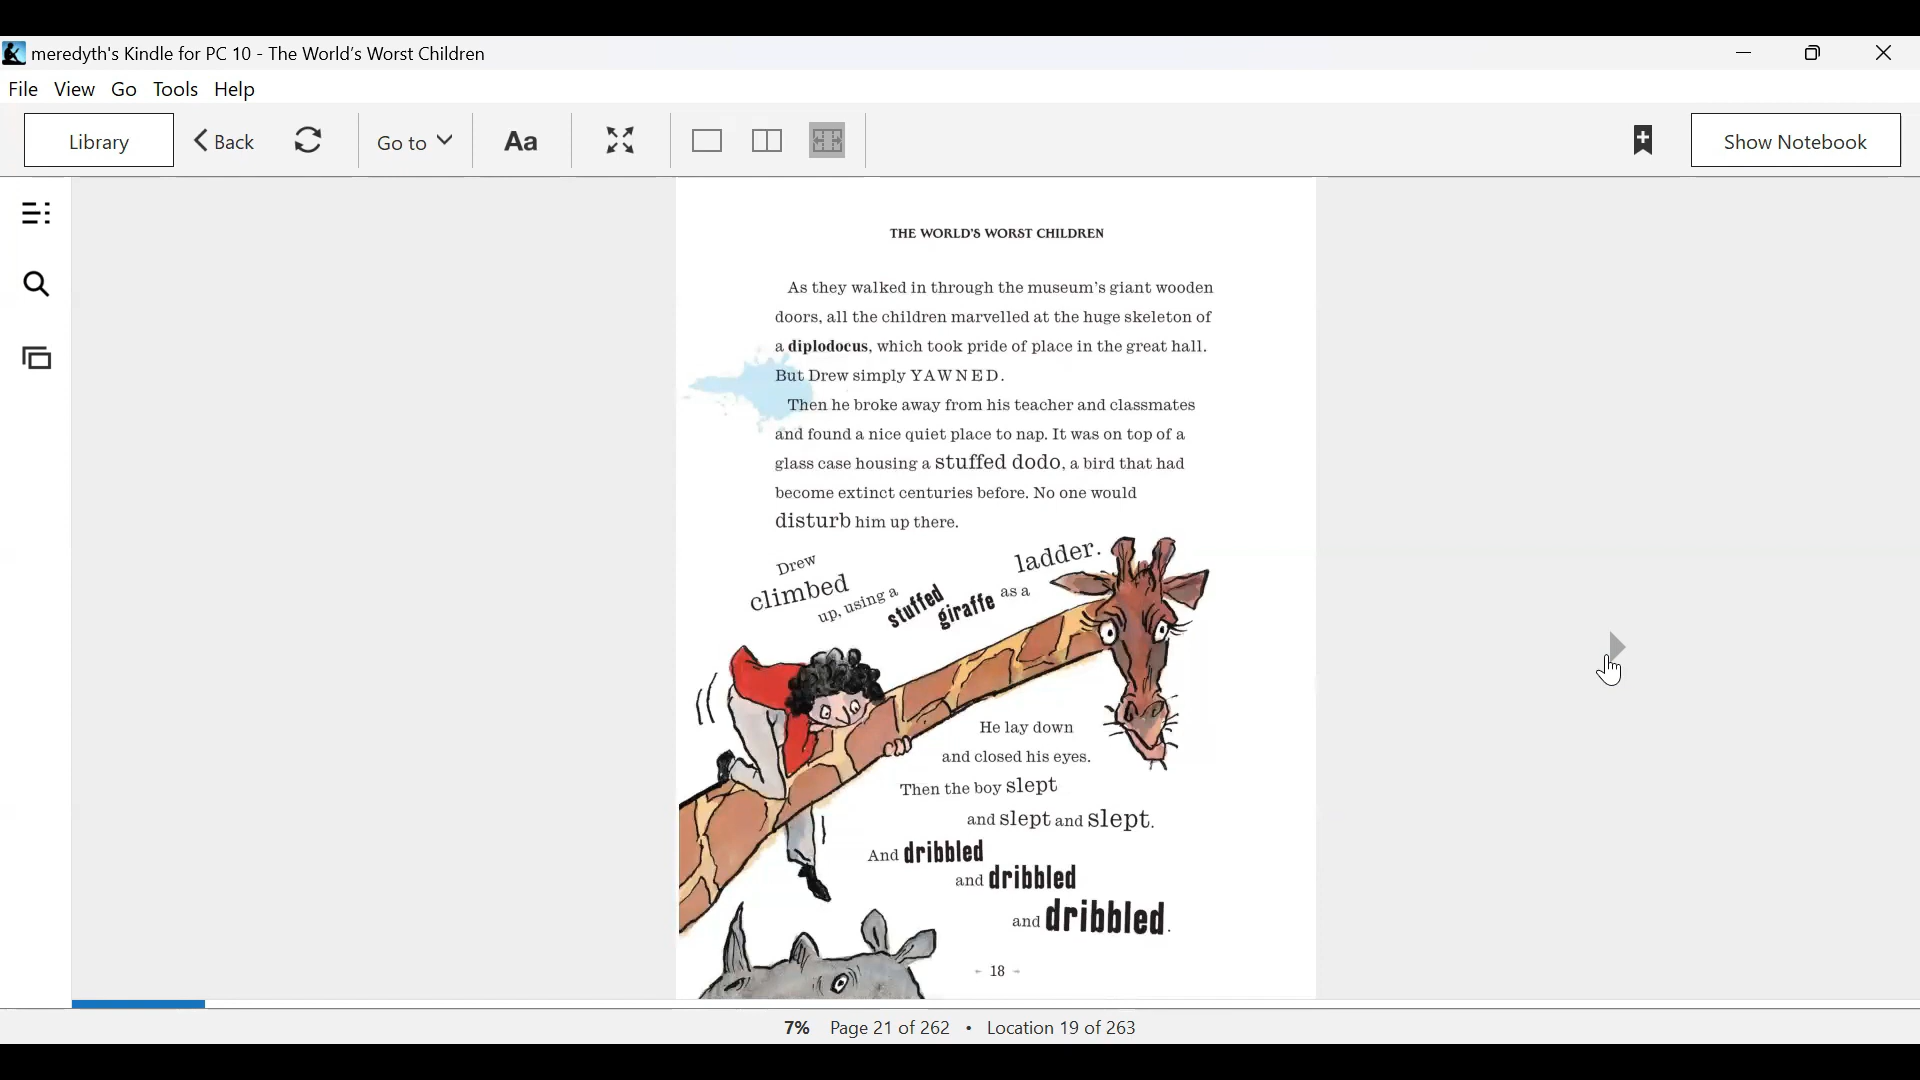 meredyth's Kindle for PC 10 - The World's Worst Children
File View Go Tools Help
Library Back Go to Aa Show Notebook
THE WORLD'S WORST CHILDREN
As they walked in through the museum's giant wooden
doors, all the children marvelled at the huge skeleton of
a diplodocus, which took pride of place in the great hall.
But Drew simply YAWNED.
Then he broke away from his teacher and classmates
and found a nice quiet place to nap. It was on top of a
glass case housing a stuffed dodo, a bird that had
become extinct centuries before. No one would
disturb him up there.
Drew
climbed
up, using a
stuffed
giraffe
as a
ladder.
He lay down
and closed his eyes.
Then the boy slept
and slept and slept.
And dribbled
and dribbled
and dribbled.
- 18 -
7% Page 21 of 262 • Location 19 of 263